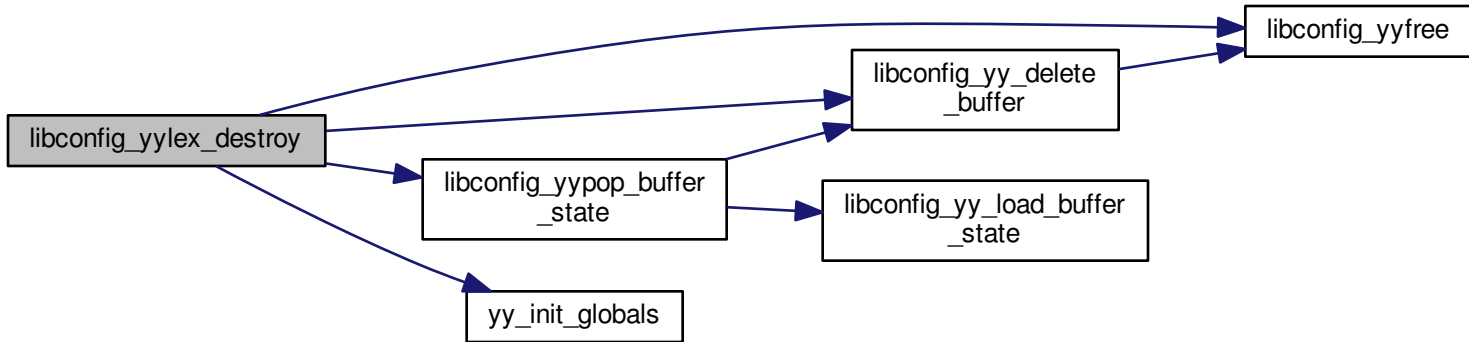 libconfig_yyfree
libconfig_yy_delete
_buffer
libconfig_yylex_destroy
libconfig_yypop_buffer
_state
libconfig_yy_load_buffer
_state
yy_init_globals